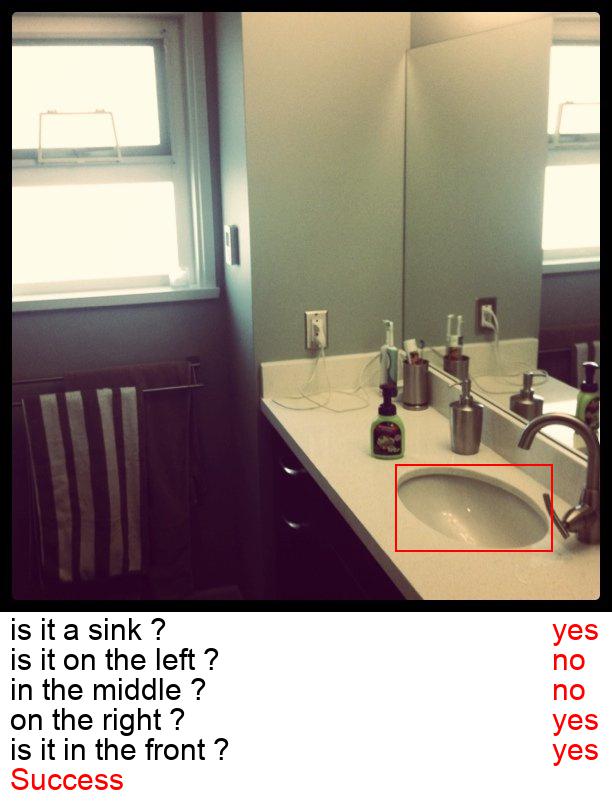 is it a sink ? yes
is it on the left ? no
in the middle ? no
on the right ? yes
is it in the front ? yes
Success